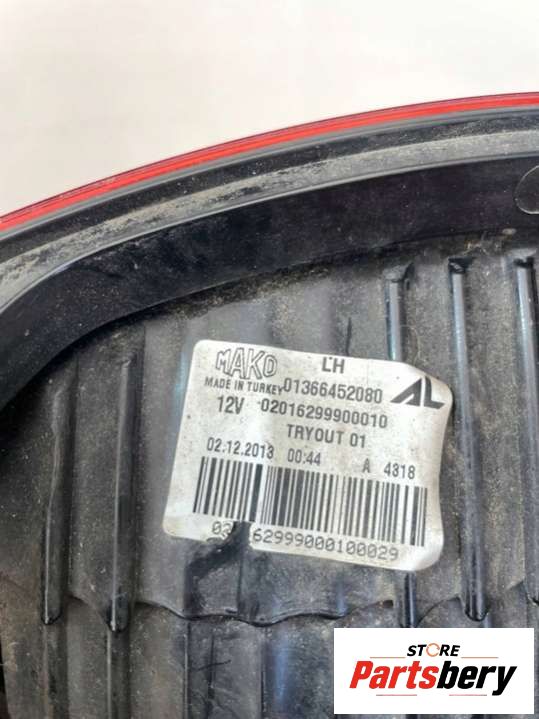 MAKO LH
MADE IN TURKEY 01366452080 AL
12V 02016299900010
TRYOUT 01
02.12.2013 00:44 A 4318
STORE
Partsbery